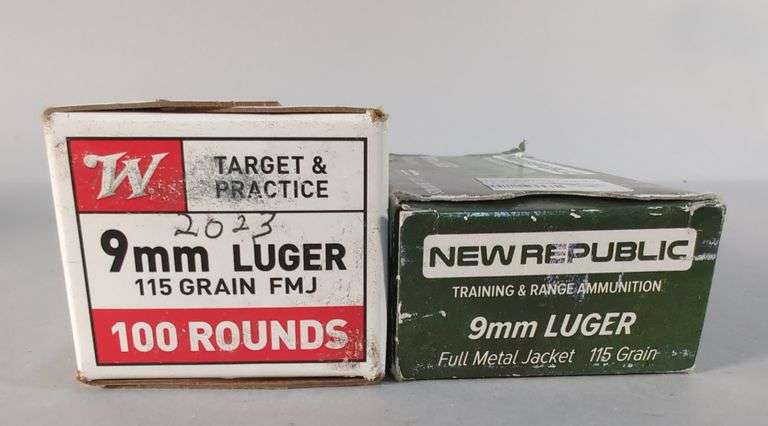 W
TARGET &
PRACTICE
2023
9mm LUGER
115 GRAIN FMJ
100 ROUNDS
NEW REPUBLIC
TRAINING & RANGE AMMUNITION
9mm LUGER
Full Metal Jacket 115 Grain